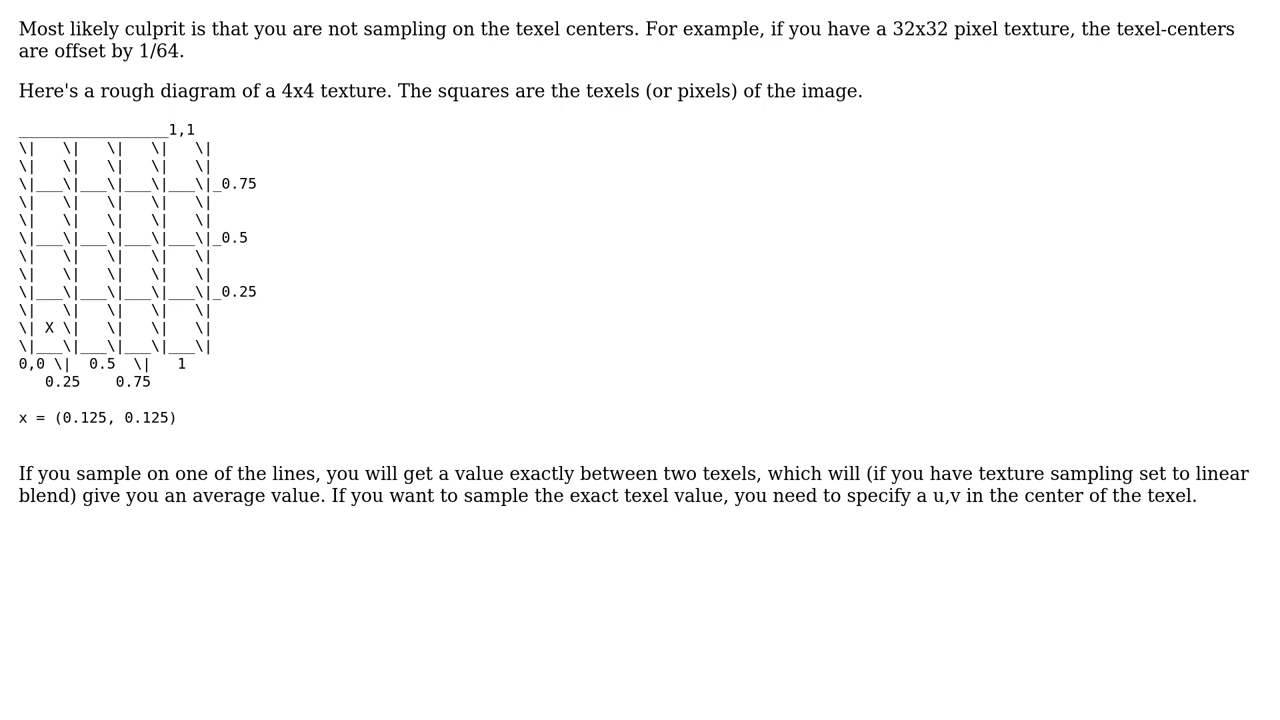 Most likely culprit is that you are not sampling on the texel centers. For example, if you have a 32x32 pixel texture, the texel-centers
are offset by 1/64.
Here's a rough diagram of a 4x4 texture. The squares are the texels (or pixels) of the image.
_________________1,1
\|   \|   \|   \|   \|
\|   \|   \|   \|   \|
\|___\|___\|___\|___\|_0.75
\|   \|   \|   \|   \|
\|   \|   \|   \|   \|
\|___\|___\|___\|___\|_0.5
\|   \|   \|   \|   \|
\|   \|   \|   \|   \|
\|___\|___\|___\|___\|_0.25
\|   \|   \|   \|   \|
\| X \|   \|   \|   \|
\|___\|___\|___\|___\|
0,0 \|  0.5  \|   1
   0.25    0.75
x = (0.125, 0.125)
If you sample on one of the lines, you will get a value exactly between two texels, which will (if you have texture sampling set to linear
blend) give you an average value. If you want to sample the exact texel value, you need to specify a u,v in the center of the texel.